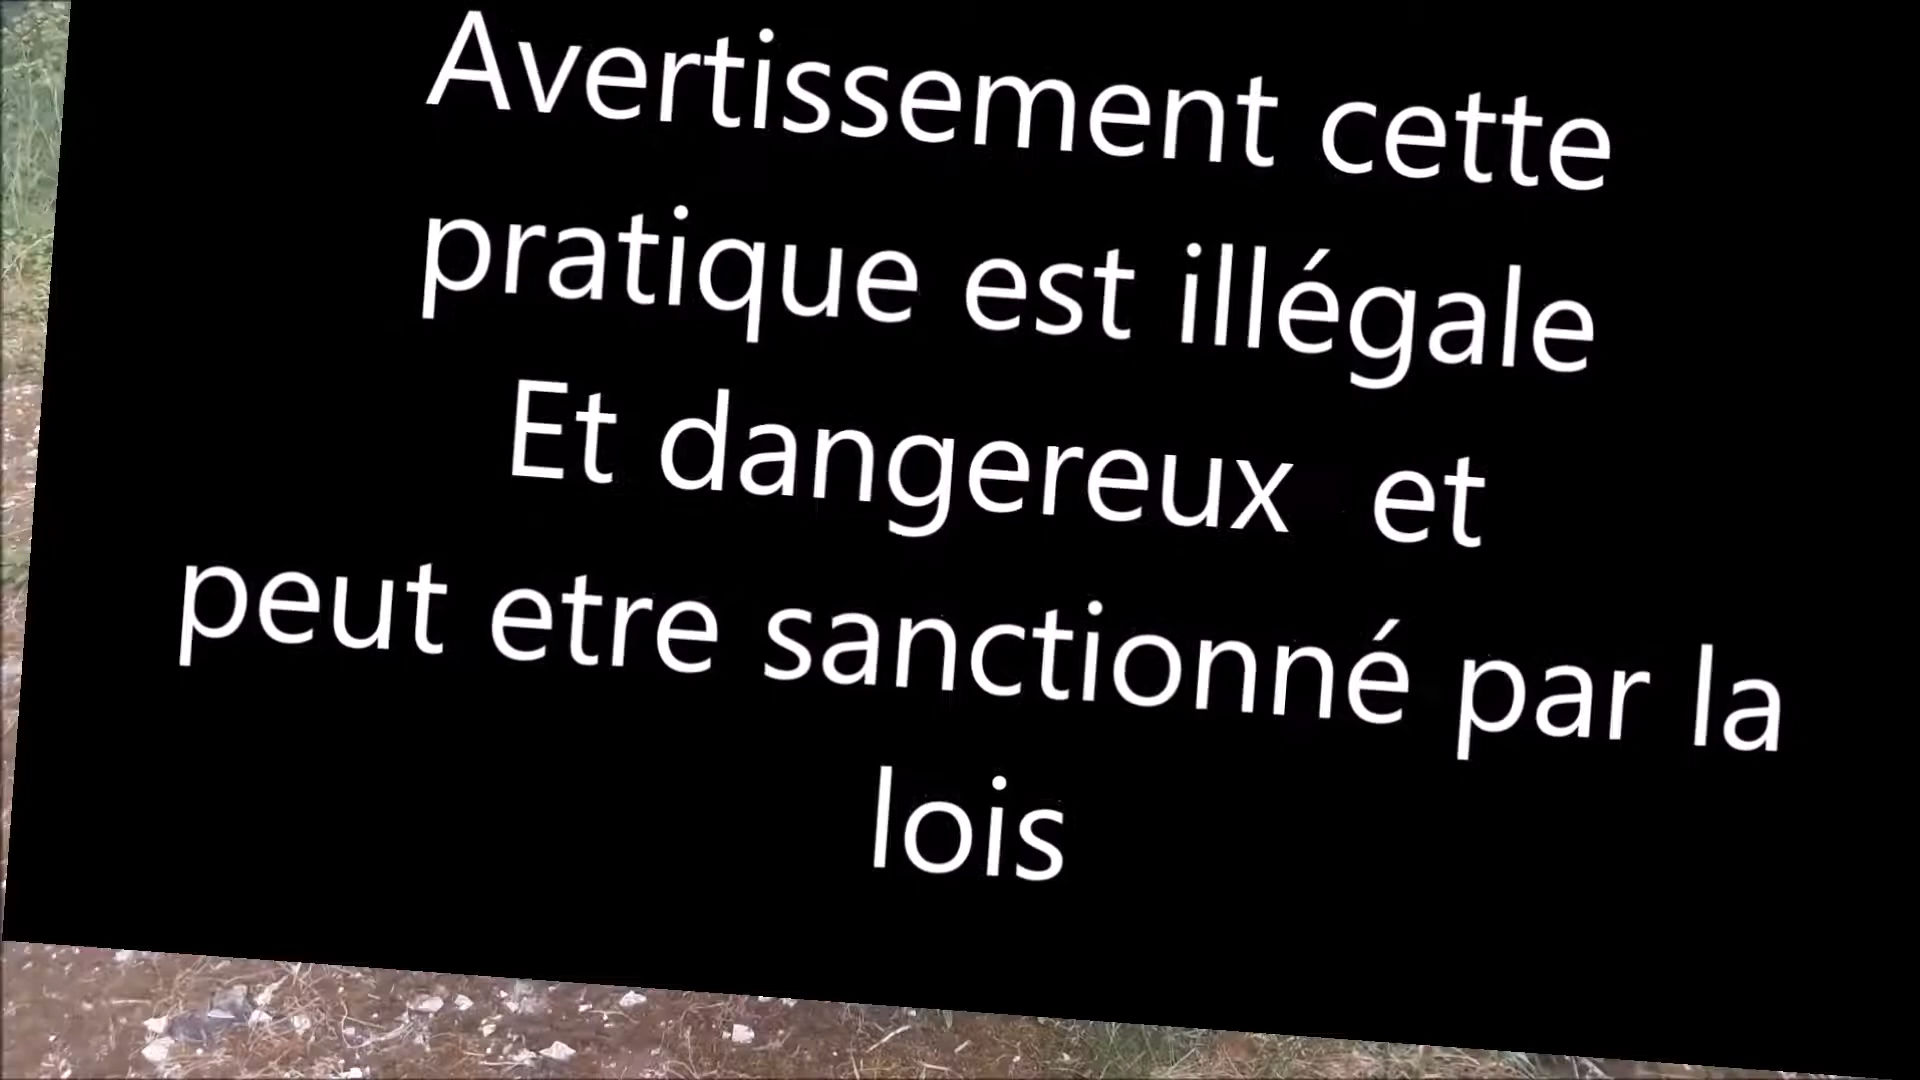 Avertissement cette
pratique est illégale
Et dangereux et
peut etre sanctionné par la
lois